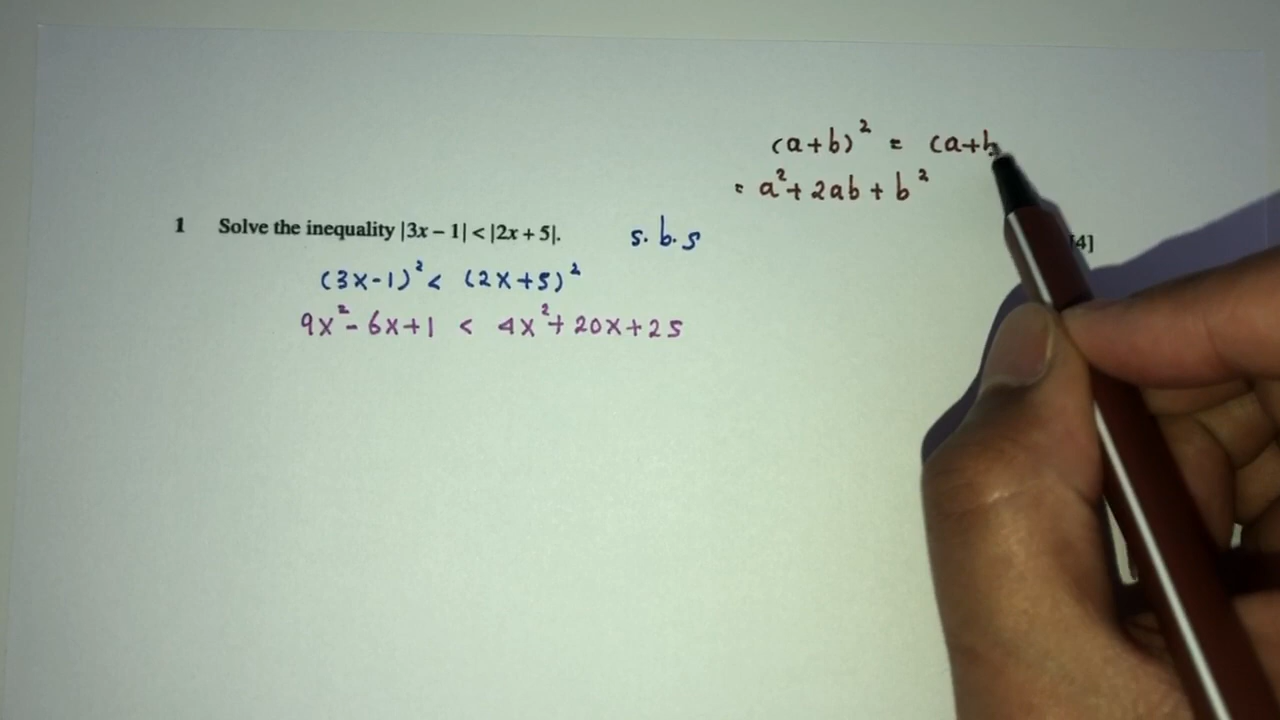 (a+b)² = (a+b
= a²+ 2ab + b²
1 Solve the inequality |3x – 1| < |2x + 5|. [4]
s.b.s
(3x-1)² < (2x+5)²
9x²- 6x+1 < 4x²+ 20x+25